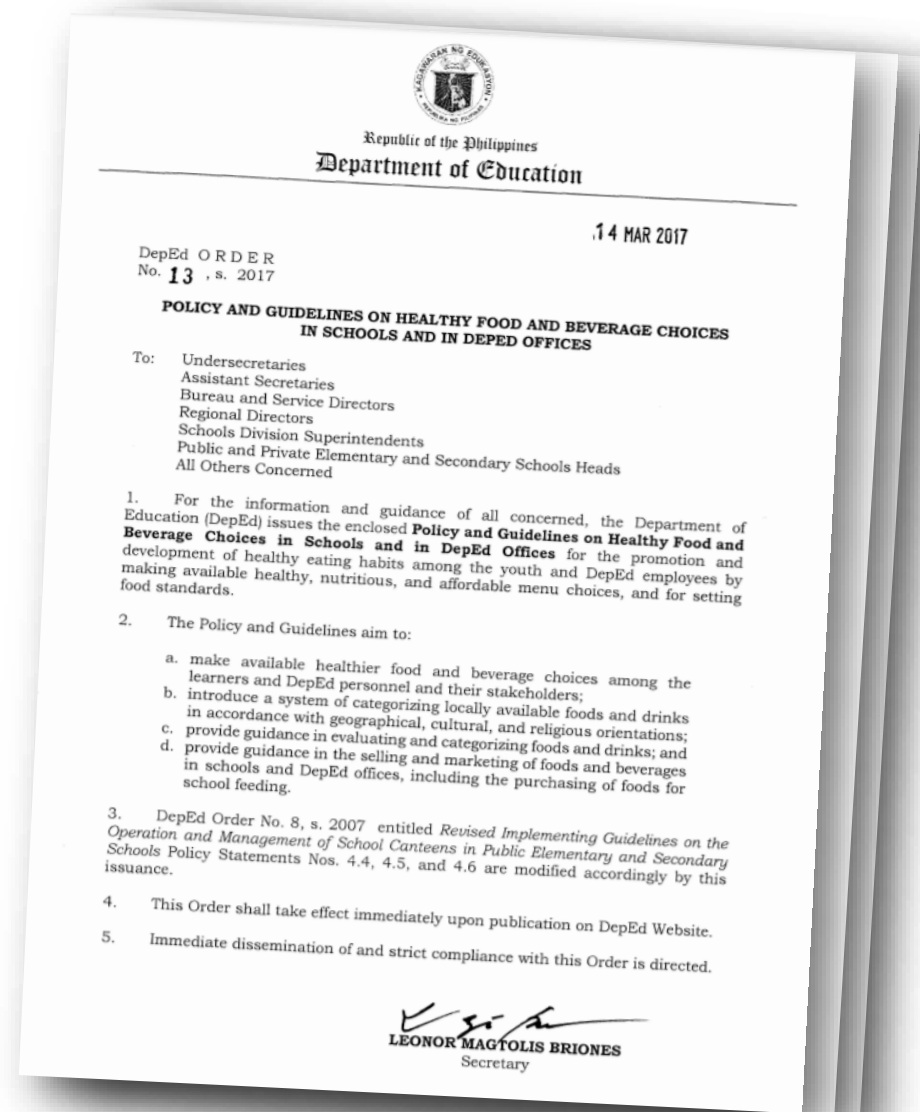 KAGAWARAN NG EDUKASYON
REPUBLIKA NG PILIPINAS
Republic of the Philippines
Department of Education
14 MAR 2017
DepEd O R D E R
No. 13 , s. 2017
POLICY AND GUIDELINES ON HEALTHY FOOD AND BEVERAGE CHOICES
IN SCHOOLS AND IN DEPED OFFICES
To: Undersecretaries
Assistant Secretaries
Bureau and Service Directors
Regional Directors
Schools Division Superintendents
Public and Private Elementary and Secondary Schools Heads
All Others Concerned
1. For the information and guidance of all concerned, the Department of
Education (DepEd) issues the enclosed Policy and Guidelines on Healthy Food and
Beverage Choices in Schools and in DepEd Offices for the promotion and
development of healthy eating habits among the youth and DepEd employees by
making available healthy, nutritious, and affordable menu choices, and for setting
food standards.
2. The Policy and Guidelines aim to:
a. make available healthier food and beverage choices among the
learners and DepEd personnel and their stakeholders;
b. introduce a system of categorizing locally available foods and drinks
in accordance with geographical, cultural, and religious orientations;
c. provide guidance in evaluating and categorizing foods and drinks; and
d. provide guidance in the selling and marketing of foods and beverages
in schools and DepEd offices, including the purchasing of foods for
school feeding.
3. DepEd Order No. 8, s. 2007 entitled Revised Implementing Guidelines on the
Operation and Management of School Canteens in Public Elementary and Secondary
Schools Policy Statements Nos. 4.4, 4.5, and 4.6 are modified accordingly by this
issuance.
4. This Order shall take effect immediately upon publication on DepEd Website.
5. Immediate dissemination of and strict compliance with this Order is directed.
LEONOR MAGTOLIS BRIONES
Secretary